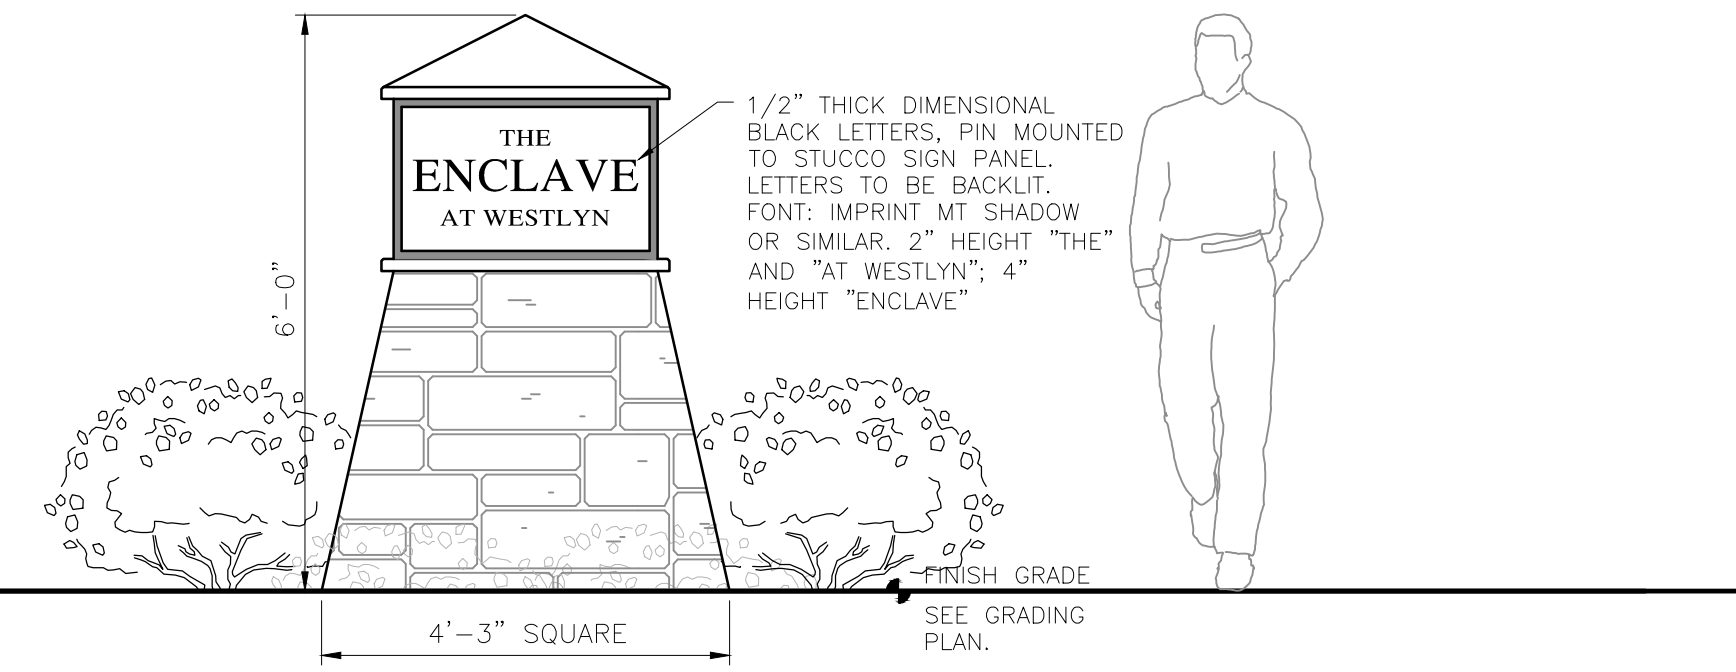 THE
ENCLAVE
AT WESTLYN
1/2” THICK DIMENSIONAL
BLACK LETTERS, PIN MOUNTED
TO STUCCO SIGN PANEL.
LETTERS TO BE BACKLIT.
FONT: IMPRINT MT SHADOW
OR SIMILAR. 2” HEIGHT ”THE”
AND ”AT WESTLYN”; 4”
HEIGHT ”ENCLAVE”
6’-0”
FINISH GRADE
SEE GRADING
PLAN.
4’-3” SQUARE